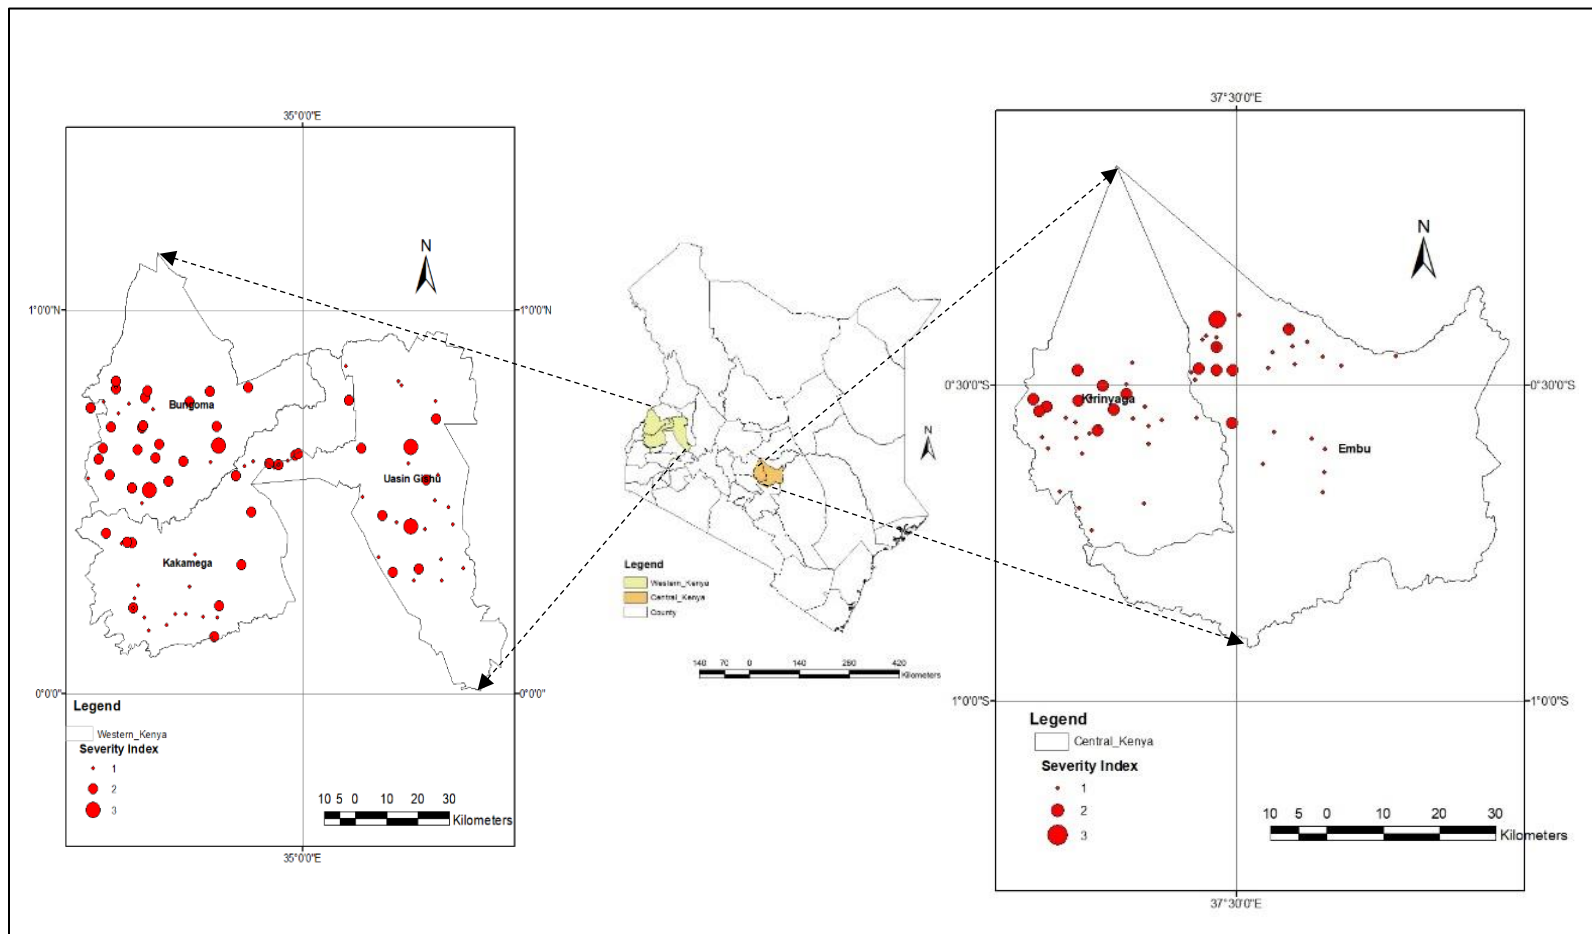 35°0'0"E
N
1°0'0"N
1°0'0"N
Bungoma
Uasin Gishu
Kakamega
0°0'0"
0°0'0"
Legend
Western_Kenya
Severity Index
1
2
3
10 5 0 10 20 30
Kilometers
35°0'0"E
N
Legend
Western_Kenya
Central_Kenya
County
140 70 0 140 280 420
Kilometers
37°30'0"E
N
0°30'0"S
0°30'0"S
Kirinyaga
Embu
1°0'0"S
1°0'0"S
Legend
Central_Kenya
Severity Index
1
2
3
10 5 0 10 20 30
Kilometers
37°30'0"E